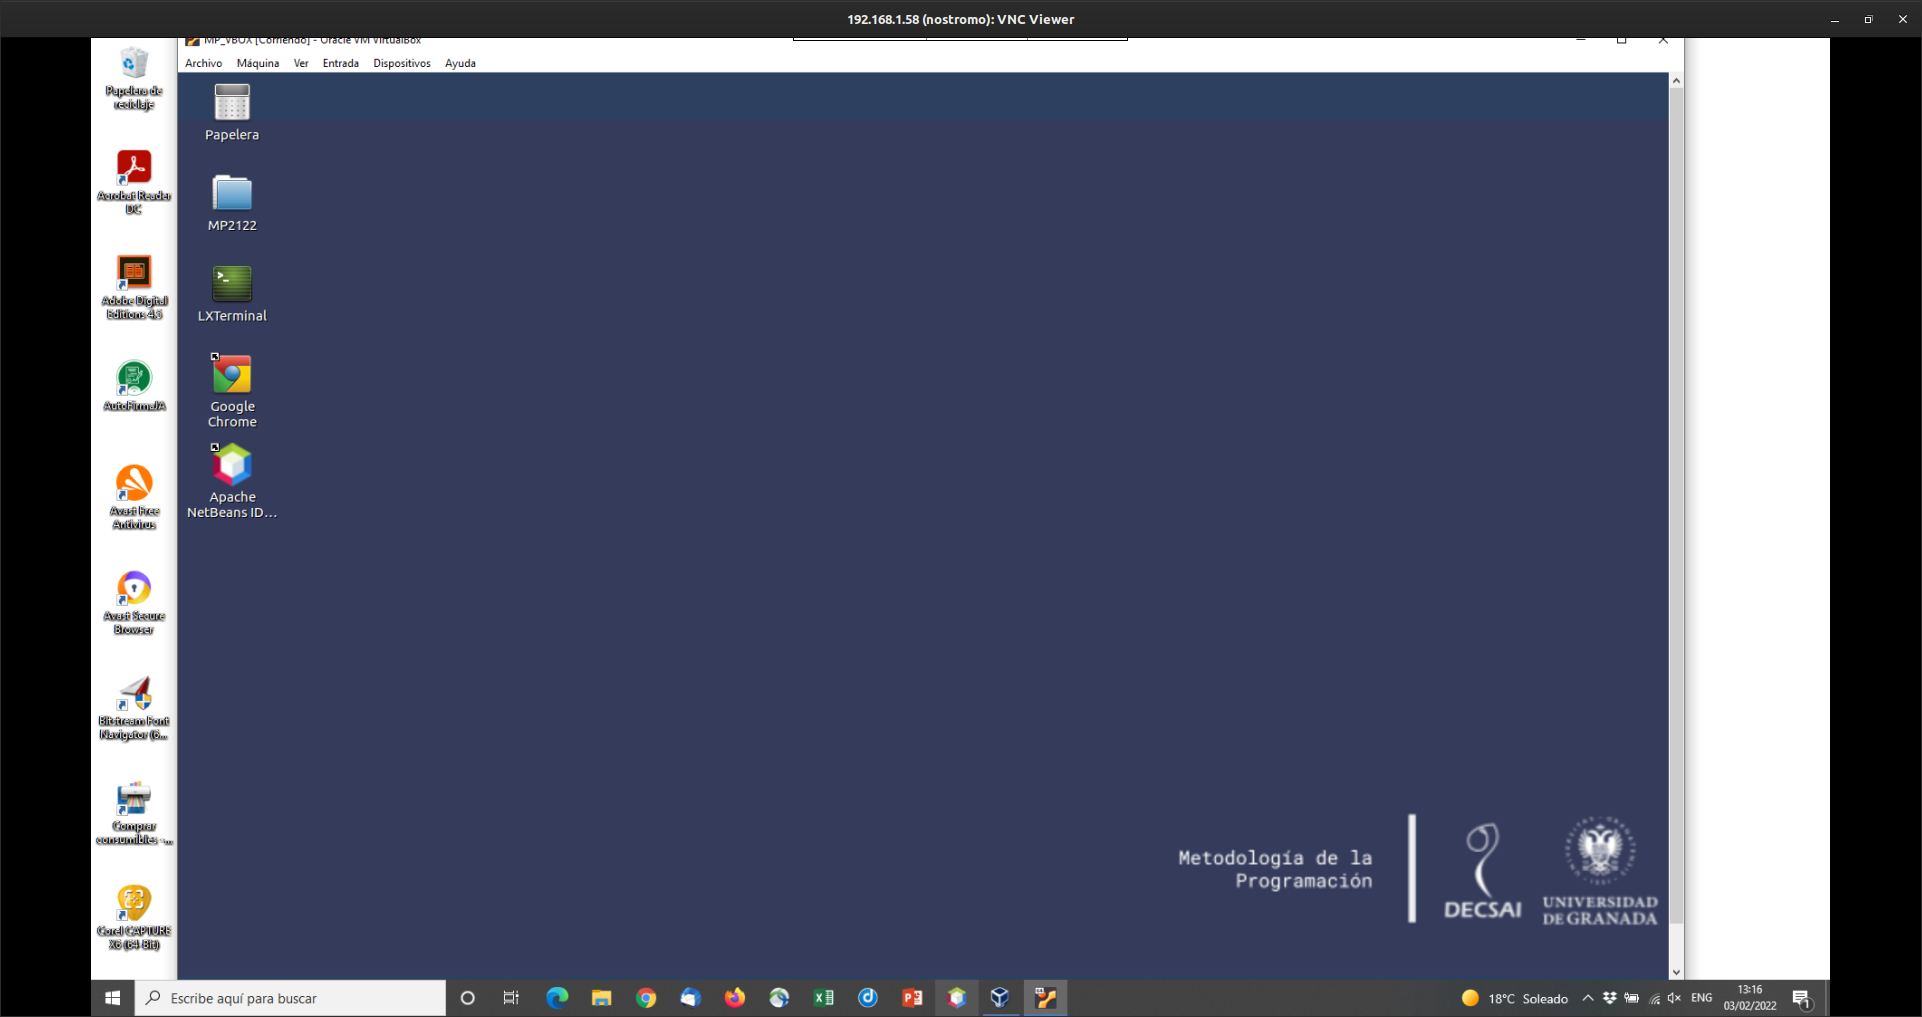 192.168.1.58 (nostromo): VNC Viewer
MP_VBOX [Corriendo] - Oracle VM VirtualBox
Archivo Máquina Ver Entrada Dispositivos Ayuda
Papelera de
reciclaje
Acrobat Reader
DC
Adobe Digital
Editions 4.5
AutoFirmaJA
Avast Free
Antivirus
Avast Secure
Browser
Bitstream Font
Navigator (6...
Comprar
consumibles -...
Corel CAPTURE
X6 (64-Bit)
Papelera
MP2122
LXTerminal
Google
Chrome
Apache
NetBeans ID...
Metodología de la
Programación
DECSAI
UNIVERSIDAD
DE GRANADA
Escribe aquí para buscar
18°C Soleado
ENG
13:16
03/02/2022
1